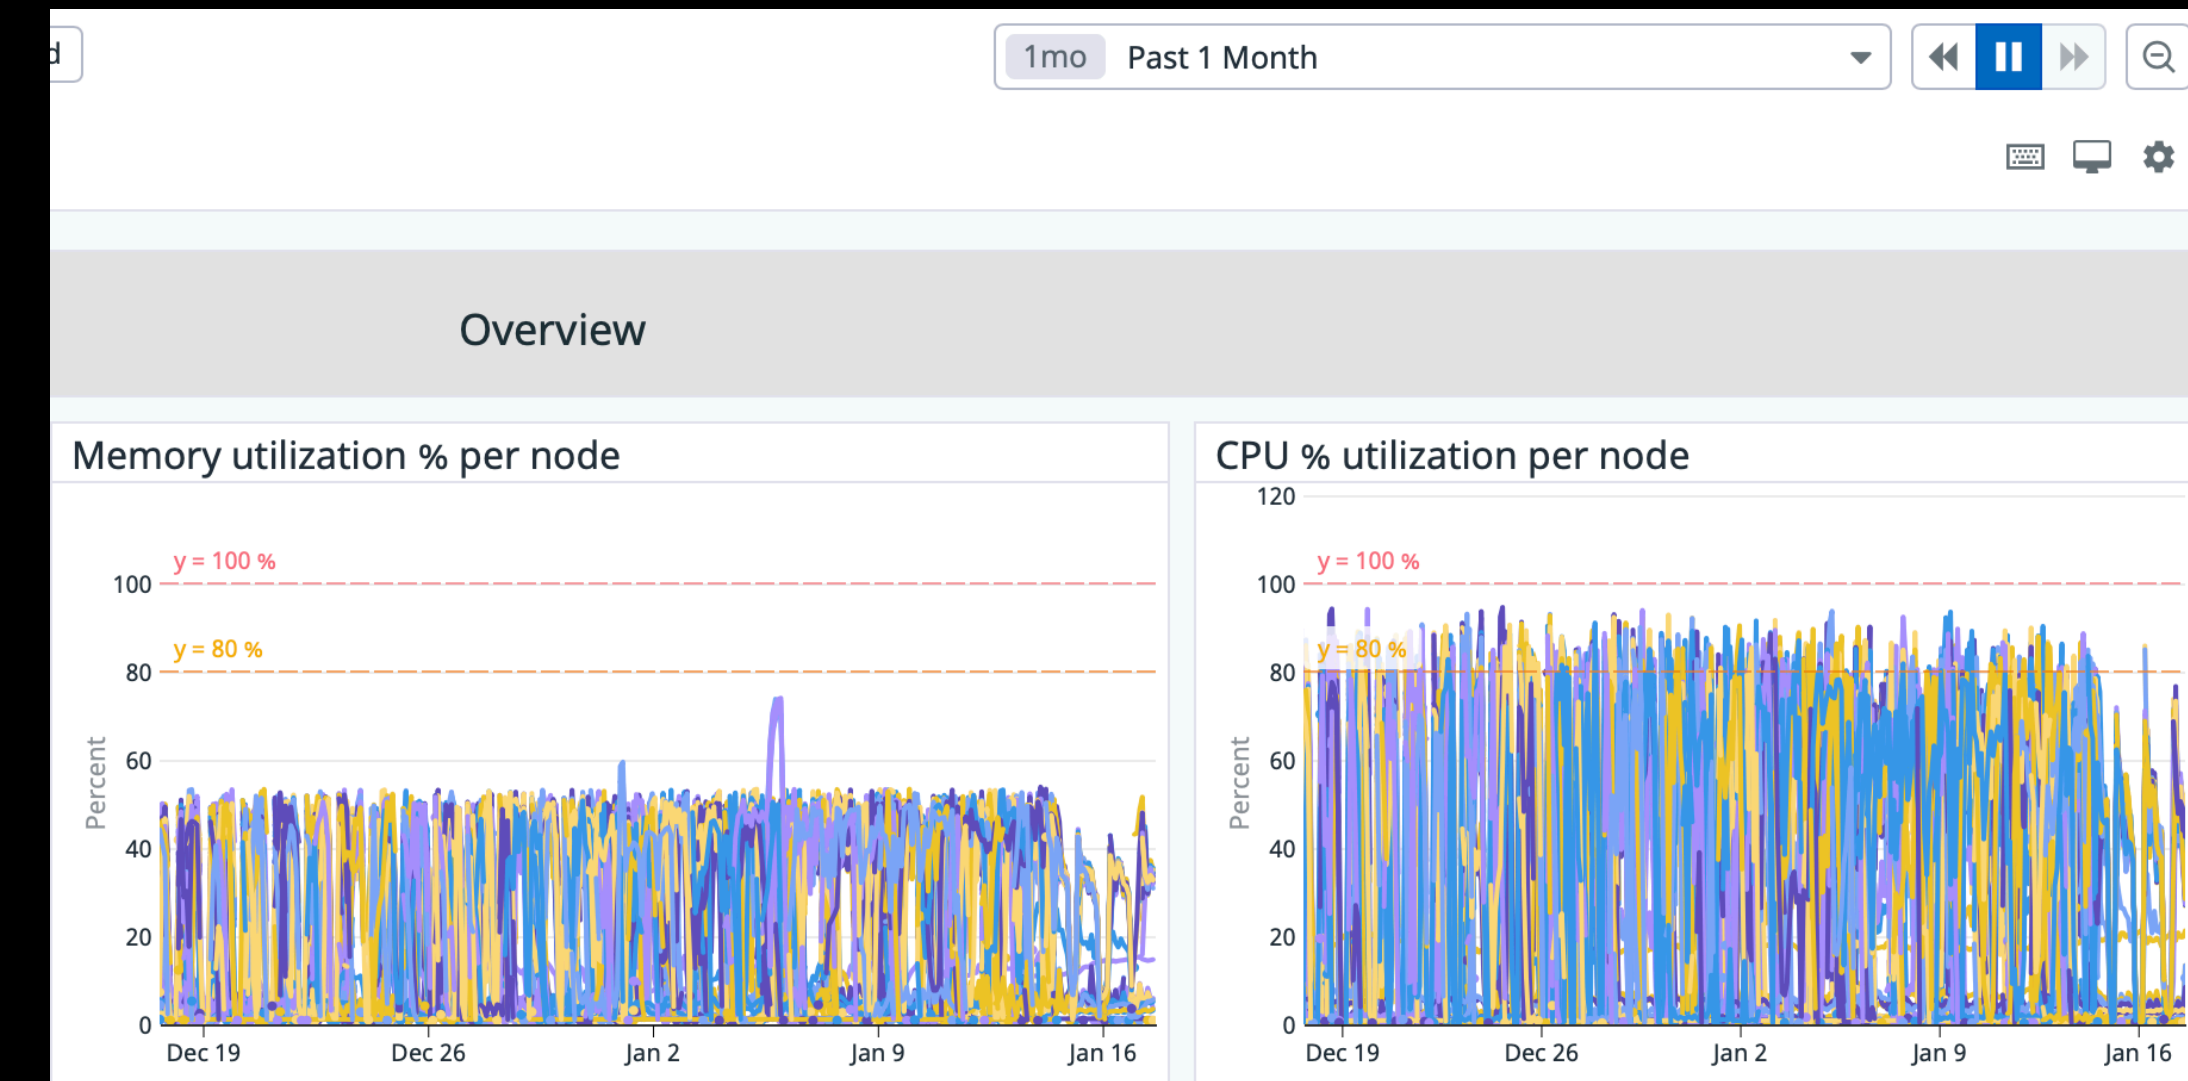 d
1mo Past 1 Month
Overview
Memory utilization % per node
y = 100 %
100
y = 80 %
80
60
40
20
0
Percent
Dec 19 Dec 26 Jan 2 Jan 9 Jan 16
CPU % utilization per node
120
y = 100 %
100
y = 80 %
80
60
40
20
0
Percent
Dec 19 Dec 26 Jan 2 Jan 9 Jan 16